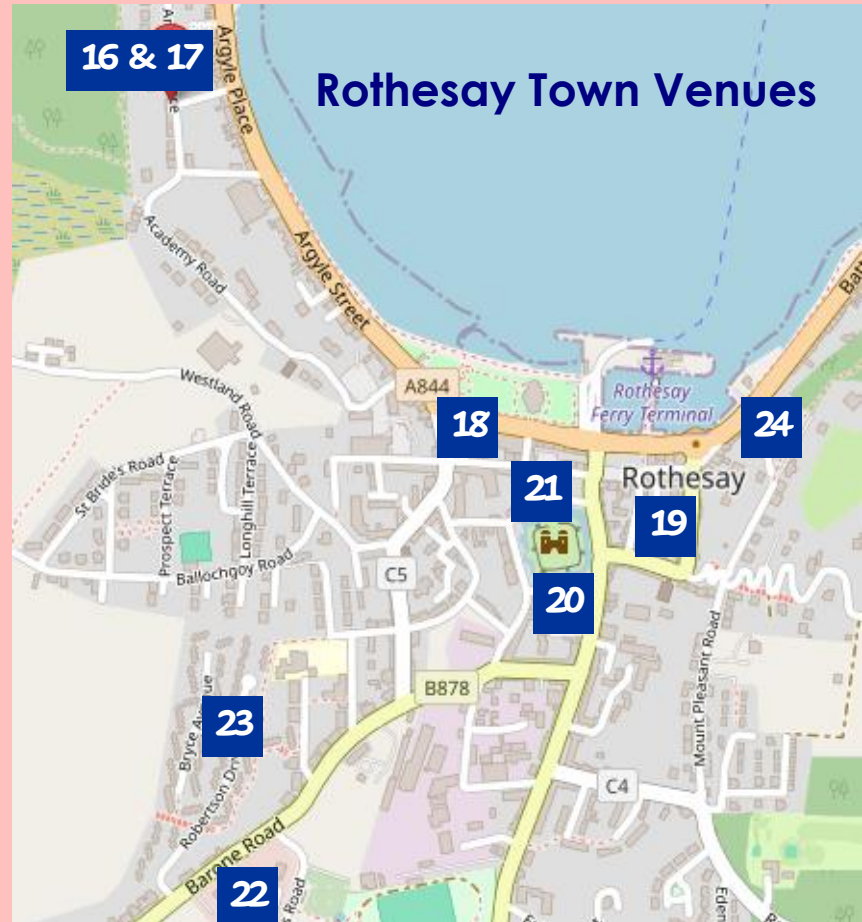 16 & 17
Rothesay Town Venues
Argyle Place
Academy Road
Argyle Street
A844
Rothesay
Ferry Terminal
Westland Road
18
24
St Bride's Road
Prospect Terrace
Longhill Terrace
21
Rothesay
19
Ballochgoy Road
C5
20
Mount Pleasant Road
B878
Bryce Avenue
23
Robertson
C4
Barone Road
22